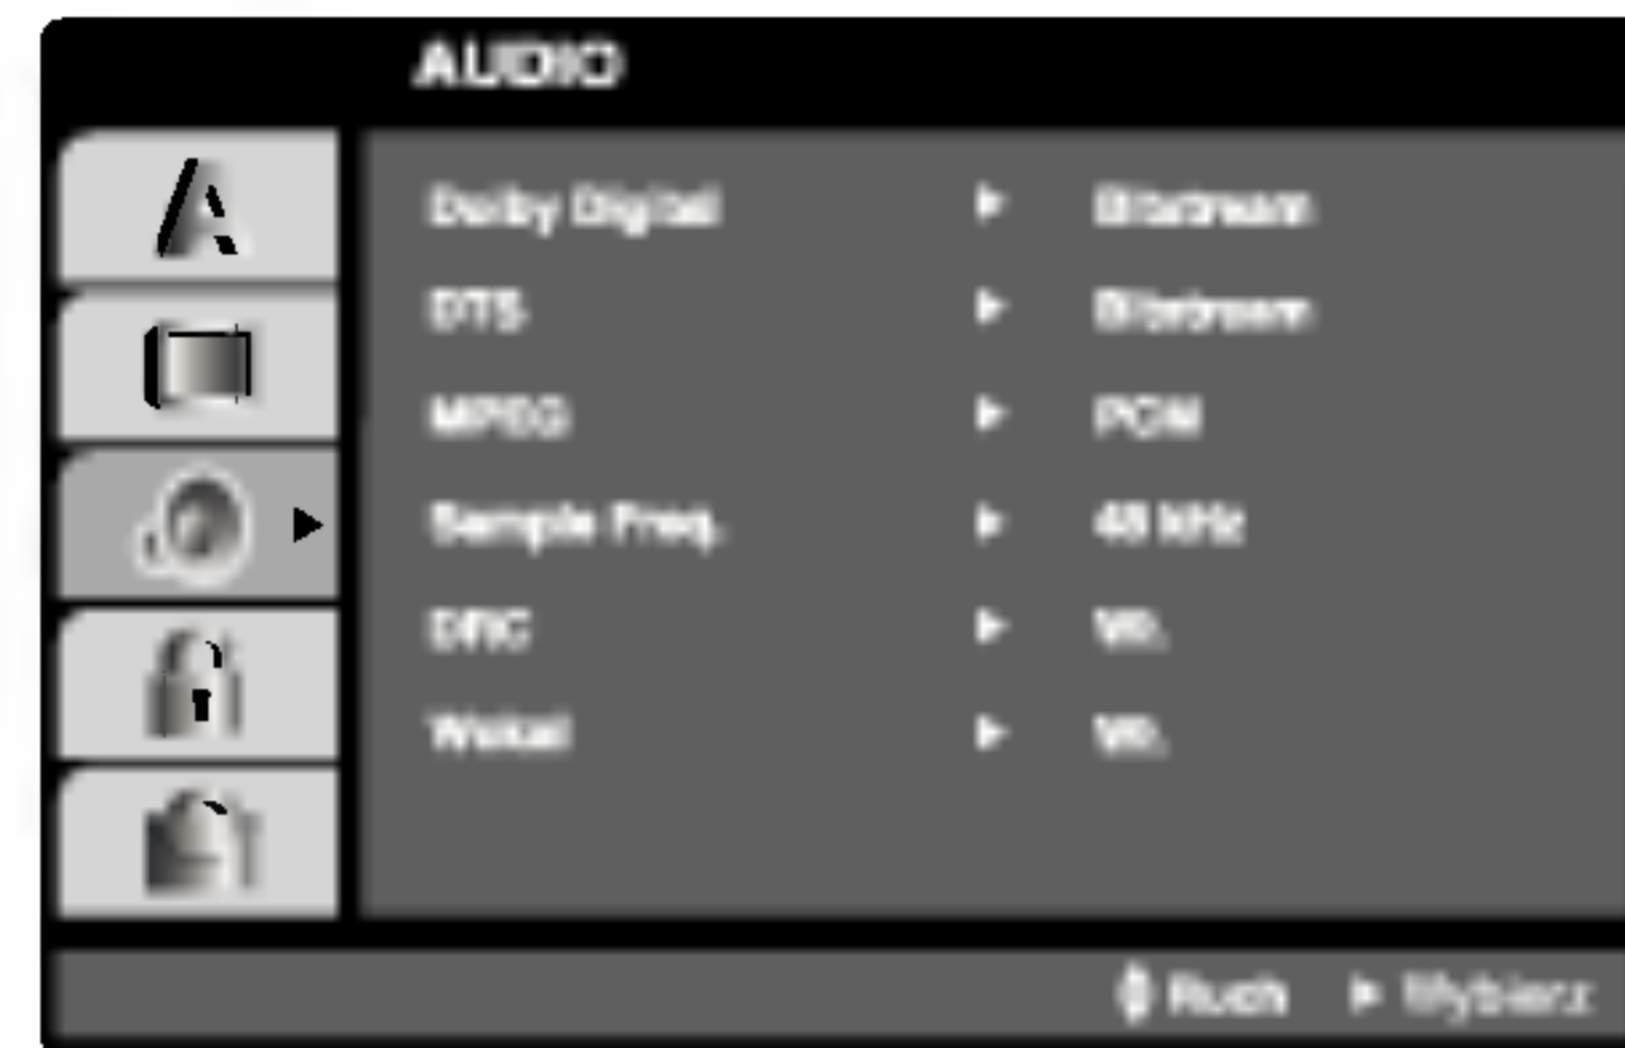 AUDIO
Dolby Digital ► Bitstream
DTS ► Bitstream
MPEG ► PCM
Sample Freq. ► 48 kHz
DRC ► Wł.
Wokal ► Wł.
Ruch ► Wybierz